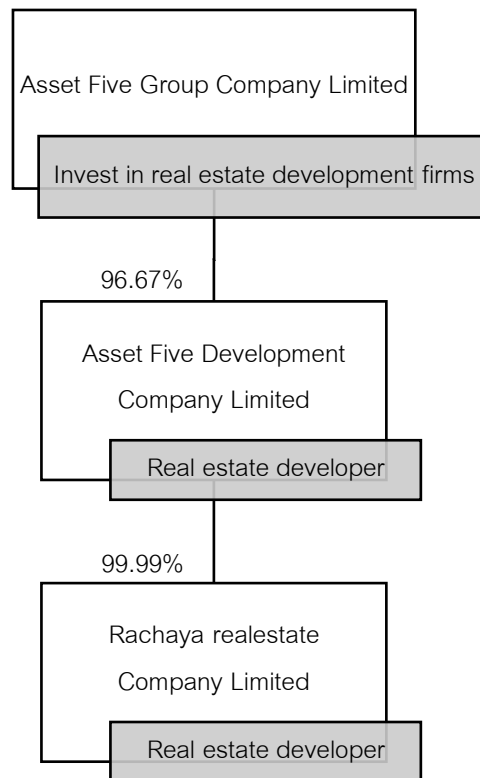 Asset Five Group Company Limited
Invest in real estate development firms
96.67%
Asset Five Development
Company Limited
Real estate developer
99.99%
Rachaya realestate
Company Limited
Real estate developer